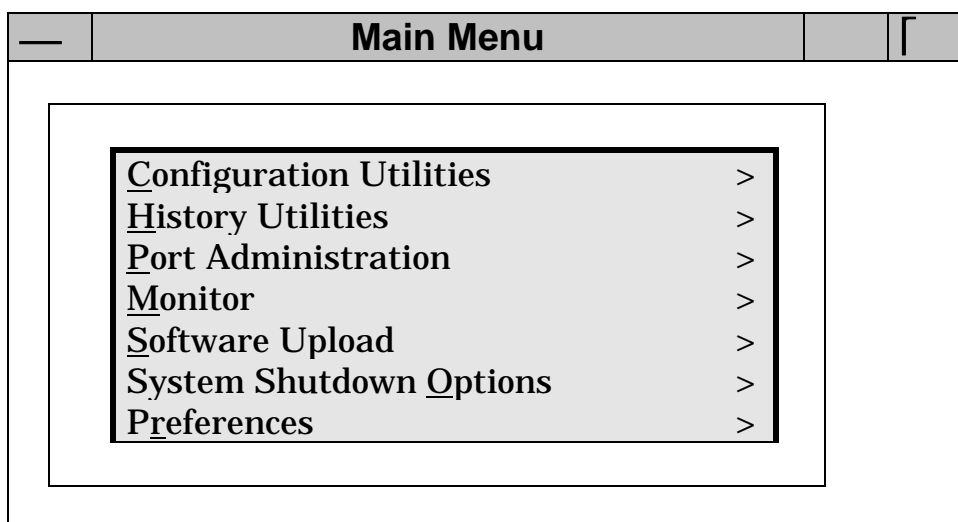 Main Menu
Configuration Utilities >
History Utilities >
Port Administration >
Monitor >
Software Upload >
System Shutdown Options >
Preferences >